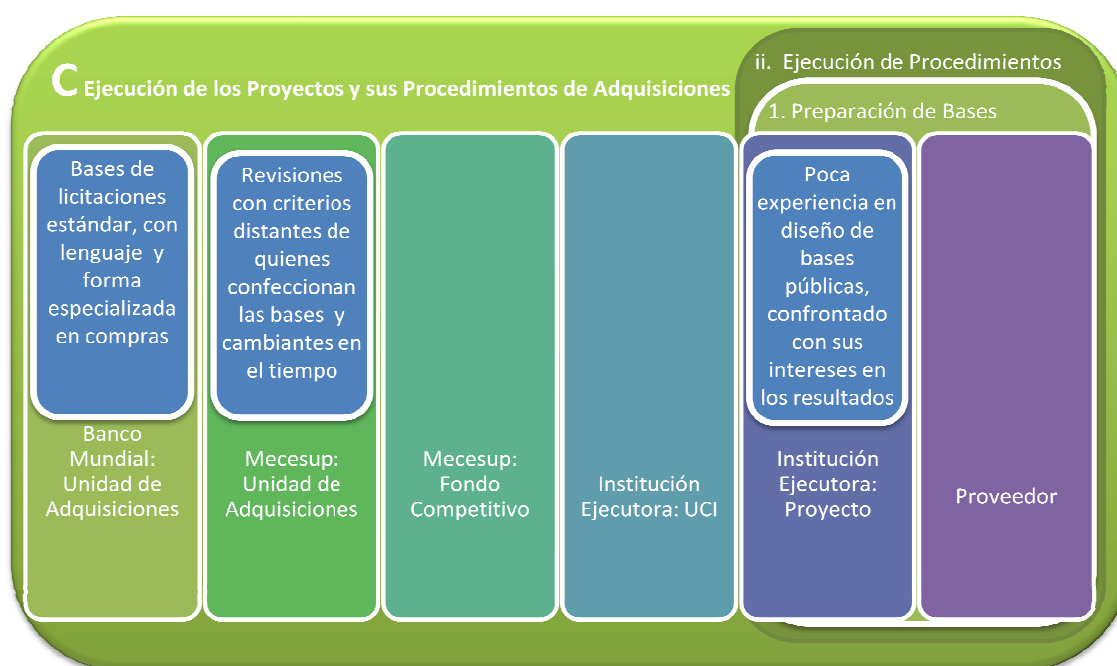 C Ejecución de los Proyectos y sus Procedimientos de Adquisiciones
ii. Ejecución de Procedimientos
1. Preparación de Bases
Bases de
licitaciones
estándar, con
lenguaje y
forma
especializada
en compras
Banco
Mundial:
Unidad de
Adquisiciones
Revisiones
con criterios
distantes de
quienes
confeccionan
las bases y
cambiantes en
el tiempo
Mecesup:
Unidad de
Adquisiciones
Mecesup:
Fondo
Competitivo
Institución
Ejecutora: UCI
Poca
experiencia en
diseño de
bases
públicas,
confrontado
con sus
intereses en
los resultados
Institución
Ejecutora:
Proyecto
Proveedor